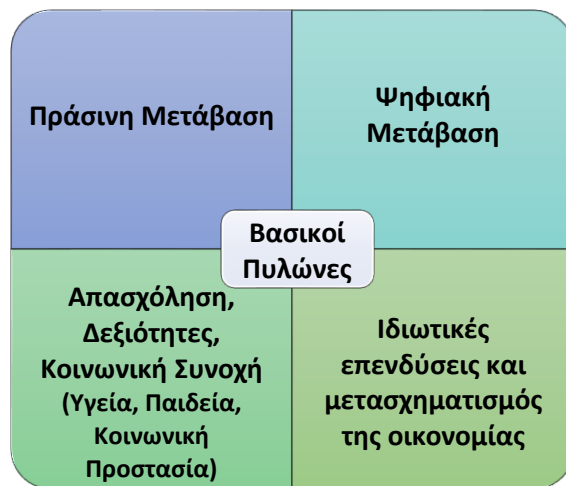 Πράσινη Μετάβαση
Ψηφιακή
Μετάβαση
Βασικοί
Πυλώνες
Απασχόληση,
Δεξιότητες,
Κοινωνική Συνοχή
(Υγεία, Παιδεία,
Κοινωνική
Προστασία)
Ιδιωτικές
επενδύσεις και
μετασχηματισμός
της οικονομίας